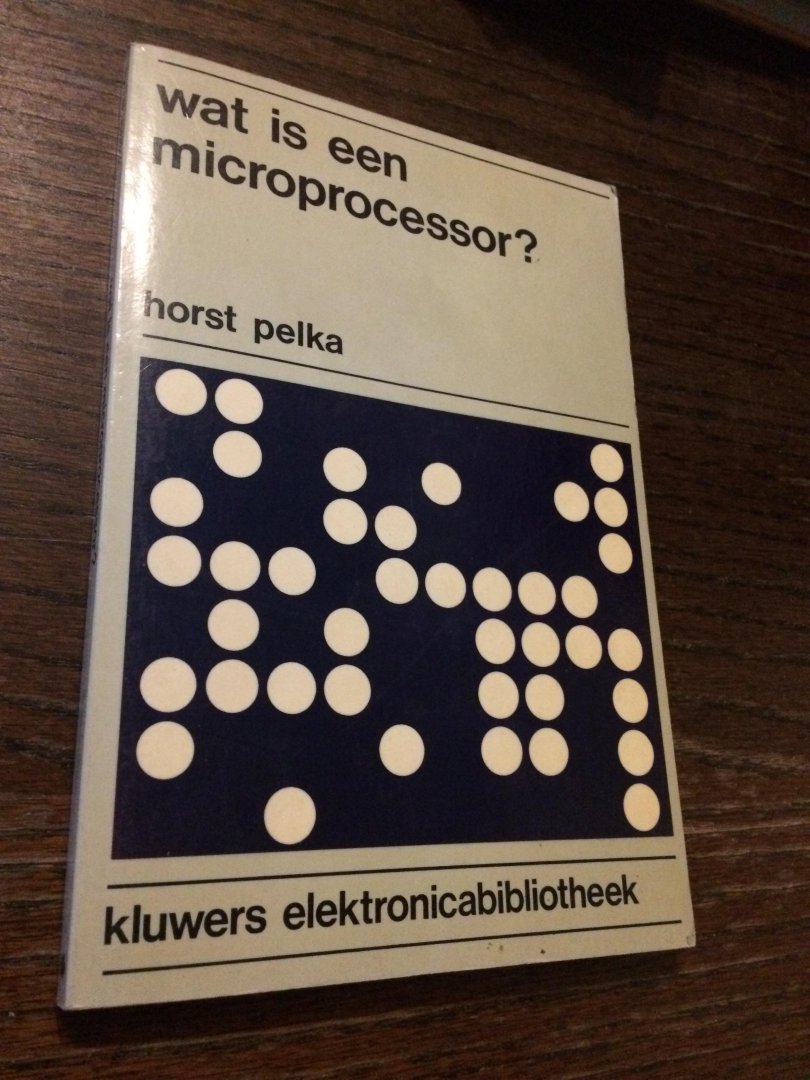 wat is een
microprocessor?
horst pelka
kluwers elektronicabibliotheek